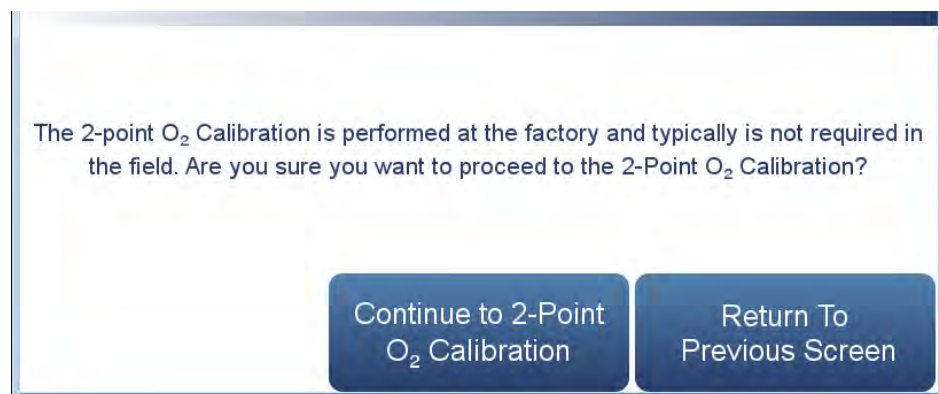 The 2-point O₂ Calibration is performed at the factory and typically is not required in
the field. Are you sure you want to proceed to the 2-Point O₂ Calibration?
Continue to 2-Point
O₂ Calibration
Return To
Previous Screen